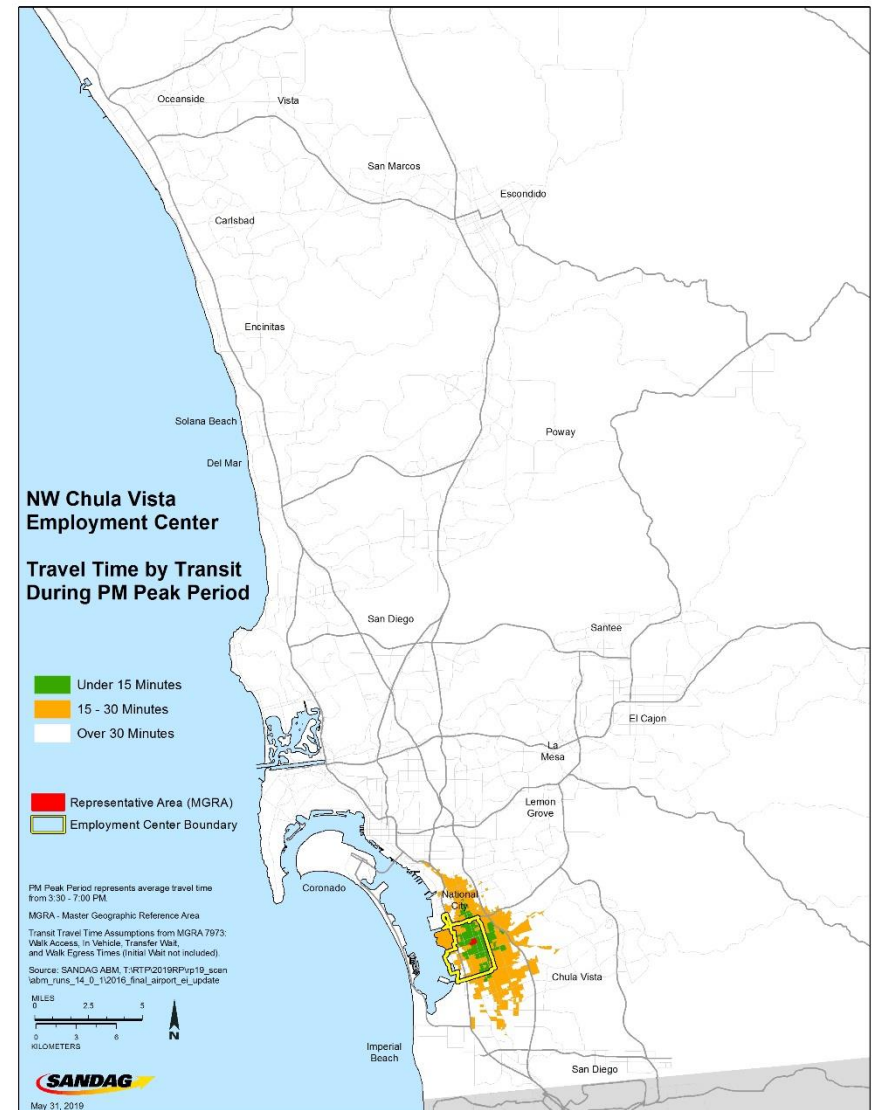 Oceanside
Vista
San Marcos
Escondido
Carlsbad
Encinitas
Solana Beach
Poway
Del Mar
NW Chula Vista
Employment Center
Travel Time by Transit
During PM Peak Period
San Diego
Santee
Under 15 Minutes
15 - 30 Minutes
Over 30 Minutes
El Cajon
La
Mesa
Representative Area (MGRA)
Employment Center Boundary
Lemon
Grove
Coronado
National
City
PM Peak Period represents average travel time
from 3:30 - 7:00 PM.
MGRA - Master Geographic Reference Area
Transit Travel Time Assumptions from MGRA 7973:
Walk Access, In Vehicle, Transfer Wait,
and Walk Egress Times (Initial Wait not included).
Source: SANDAG ABM, T:\RTP\2019RP\vp19_scen
\abm_runs_14_0_1\2016_final_airport_ei_update
Chula Vista
MILES
0 2.5 5
0 3 6
KILOMETERS
N
Imperial
Beach
San Diego
SANDAG
May 31, 2019